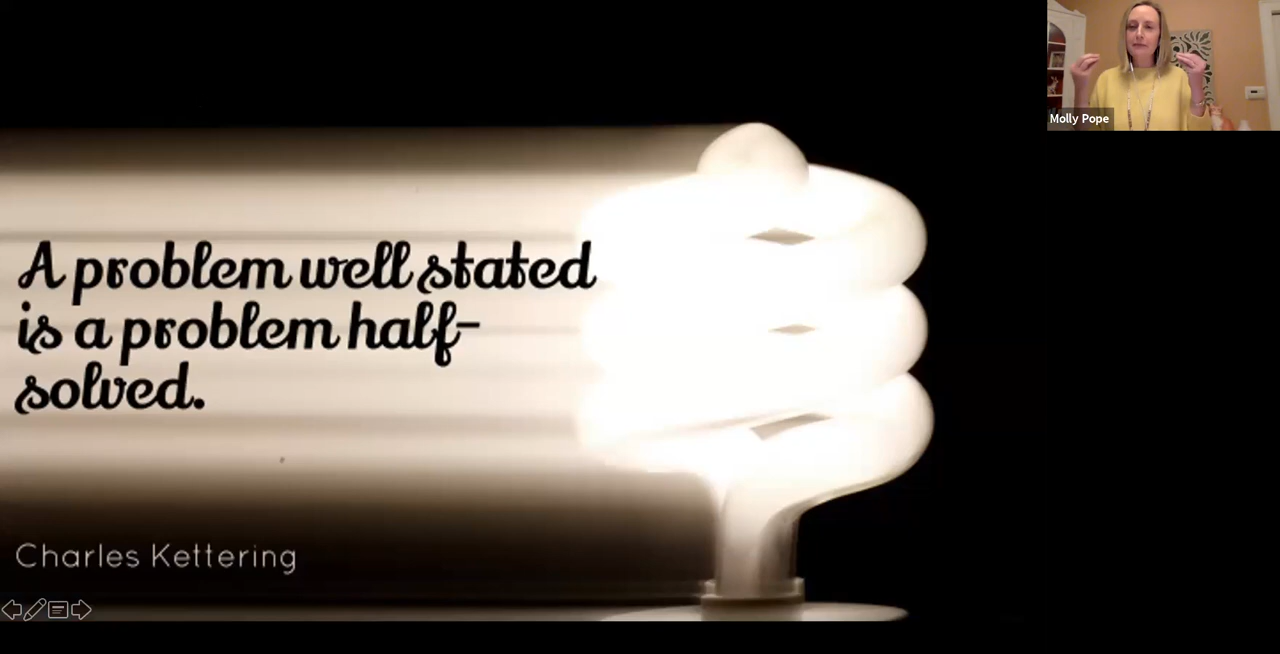 A problem well stated
is a problem half-
solved.
Charles Kettering
Molly Pope